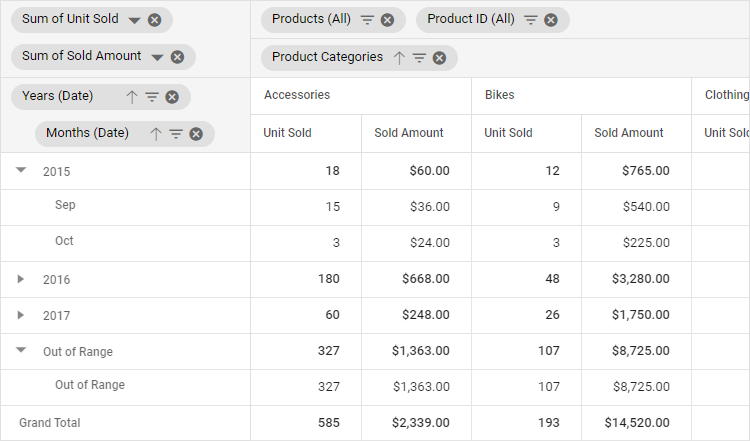 Sum of Unit Sold Products (All) Product ID (All)
Sum of Sold Amount Product Categories
Years (Date) Accessories Bikes Clothing
Months (Date) Unit Sold Sold Amount Unit Sold Sold Amount Unit Sold
2015 18 $60.00 12 $765.00
Sep 15 $36.00 9 $540.00
Oct 3 $24.00 3 $225.00
2016 180 $668.00 48 $3,280.00
2017 60 $248.00 26 $1,750.00
Out of Range 327 $1,363.00 107 $8,725.00
Out of Range 327 $1,363.00 107 $8,725.00
Grand Total 585 $2,339.00 193 $14,520.00